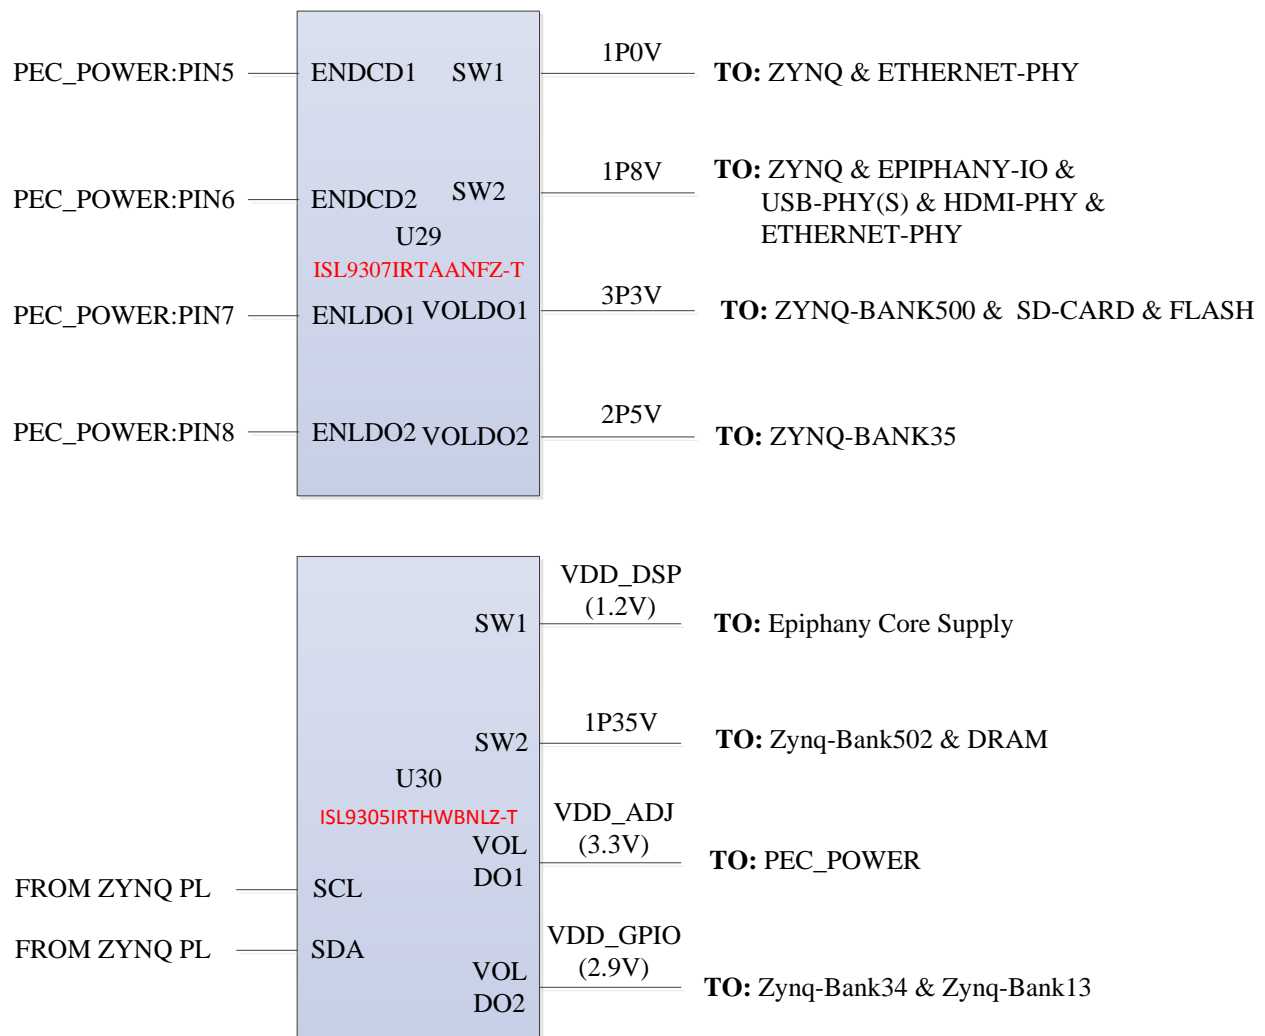 1P0V
PEC_POWER:PIN5 ENDCD1 SW1 TO: ZYNQ & ETHERNET-PHY
1P8V
TO: ZYNQ & EPIPHANY-IO &
USB-PHY(S) & HDMI-PHY &
ETHERNET-PHY
PEC_POWER:PIN6 ENDCD2 SW2
U29
ISL9307IRTAANFZ-T
3P3V
PEC_POWER:PIN7 ENLDO1 VOLDO1 TO: ZYNQ-BANK500 & SD-CARD & FLASH
2P5V
PEC_POWER:PIN8 ENLDO2 VOLDO2 TO: ZYNQ-BANK35
VDD_DSP
(1.2V)
SW1 TO: Epiphany Core Supply
1P35V
SW2 TO: Zynq-Bank502 & DRAM
U30
ISL9305IRTHWBNLZ-T
VDD_ADJ
(3.3V)
VOL
DO1
TO: PEC_POWER
FROM ZYNQ PL SCL
FROM ZYNQ PL SDA
VDD_GPIO
(2.9V)
VOL
DO2
TO: Zynq-Bank34 & Zynq-Bank13